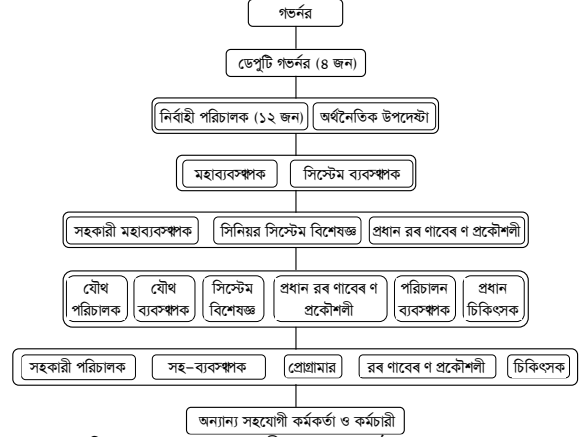 গভর্নর
ডেপুটি গভর্নর (৪ জন)
নির্বাহী পরিচালক (১২ জন) অর্থনৈতিক উপদেষ্টা
মহাব্যবস্থাপক সিস্টেম ব্যবস্থাপক
সহকারী মহাব্যবস্থাপক সিনিয়র সিস্টেম বিশেষজ্ঞ প্রধান রৰ ণাবেৰ ণ প্রকৌশলী
যৌথ পরিচালক
যৌথ ব্যবস্থাপক
সিস্টেম বিশেষজ্ঞ
প্রধান রৰ ণাবেৰ ণ প্রকৌশলী
পরিচালন ব্যবস্থাপক
প্রধান চিকিৎসক
সহকারী পরিচালক সহ-ব্যবস্থাপক প্রোগ্রামার রৰ ণাবেৰ ণ প্রকৌশলী চিকিৎসক
অন্যান্য সহযোগী কর্মকর্তা ও কর্মচারী